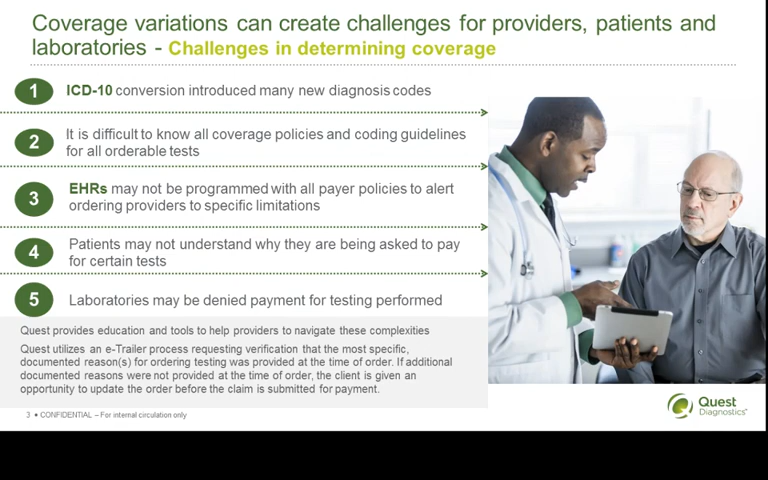 Coverage variations can create challenges for providers, patients and
laboratories - Challenges in determining coverage
1 ICD-10 conversion introduced many new diagnosis codes
2 It is difficult to know all coverage policies and coding guidelines
for all orderable tests
3 EHRs may not be programmed with all payer policies to alert
ordering providers to specific limitations
4 Patients may not understand why they are being asked to pay
for certain tests
5 Laboratories may be denied payment for testing performed
Quest provides education and tools to help providers to navigate these complexities
Quest utilizes an e-Trailer process requesting verification that the most specific,
documented reason(s) for ordering testing was provided at the time of order. If additional
documented reasons were not provided at the time of order, the client is given an
opportunity to update the order before the claim is submitted for payment.
3 • CONFIDENTIAL – For internal circulation only
Quest
Diagnostics®